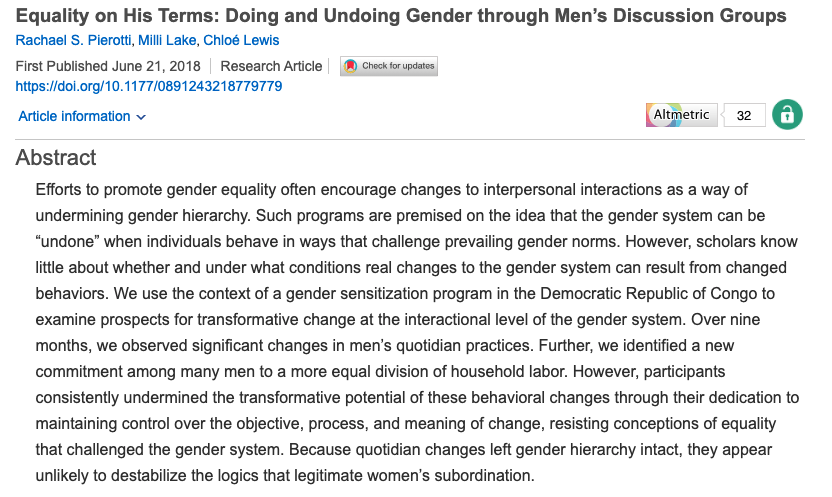 Equality on His Terms: Doing and Undoing Gender through Men's Discussion Groups
Rachael S. Pierotti, Milli Lake, Chloé Lewis
First Published June 21, 2018 Research Article Check for updates
https://doi.org/10.1177/0891243218779779
Article information
Altmetric 32
Abstract
Efforts to promote gender equality often encourage changes to interpersonal interactions as a way of
undermining gender hierarchy. Such programs are premised on the idea that the gender system can be
“undone” when individuals behave in ways that challenge prevailing gender norms. However, scholars know
little about whether and under what conditions real changes to the gender system can result from changed
behaviors. We use the context of a gender sensitization program in the Democratic Republic of Congo to
examine prospects for transformative change at the interactional level of the gender system. Over nine
months, we observed significant changes in men’s quotidian practices. Further, we identified a new
commitment among many men to a more equal division of household labor. However, participants
consistently undermined the transformative potential of these behavioral changes through their dedication to
maintaining control over the objective, process, and meaning of change, resisting conceptions of equality
that challenged the gender system. Because quotidian changes left gender hierarchy intact, they appear
unlikely to destabilize the logics that legitimate women’s subordination.